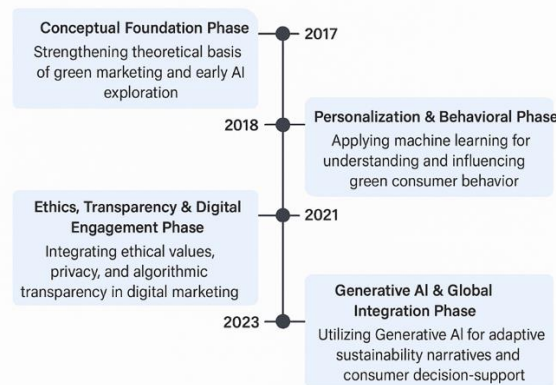 Conceptual Foundation Phase
Strengthening theoretical basis
of green marketing and early AI
exploration
2017
2018
Personalization & Behavioral Phase
Applying machine learning for
understanding and influencing
green consumer behavior
Ethics, Transparency & Digital
Engagement Phase
Integrating ethical values,
privacy, and algorithmic
transparency in digital marketing
2021
Generative AI & Global
Integration Phase
2023
Utilizing Generative AI for adaptive
sustainability narratives and
consumer decision-support